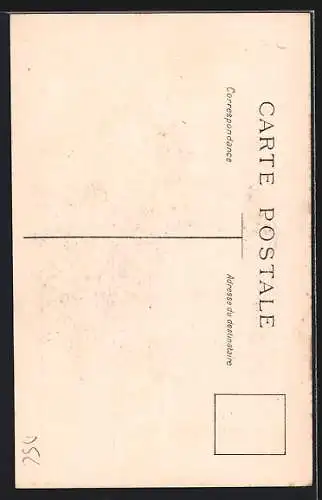 CARTE POSTALE
Correspondance
Adresse du destinataire